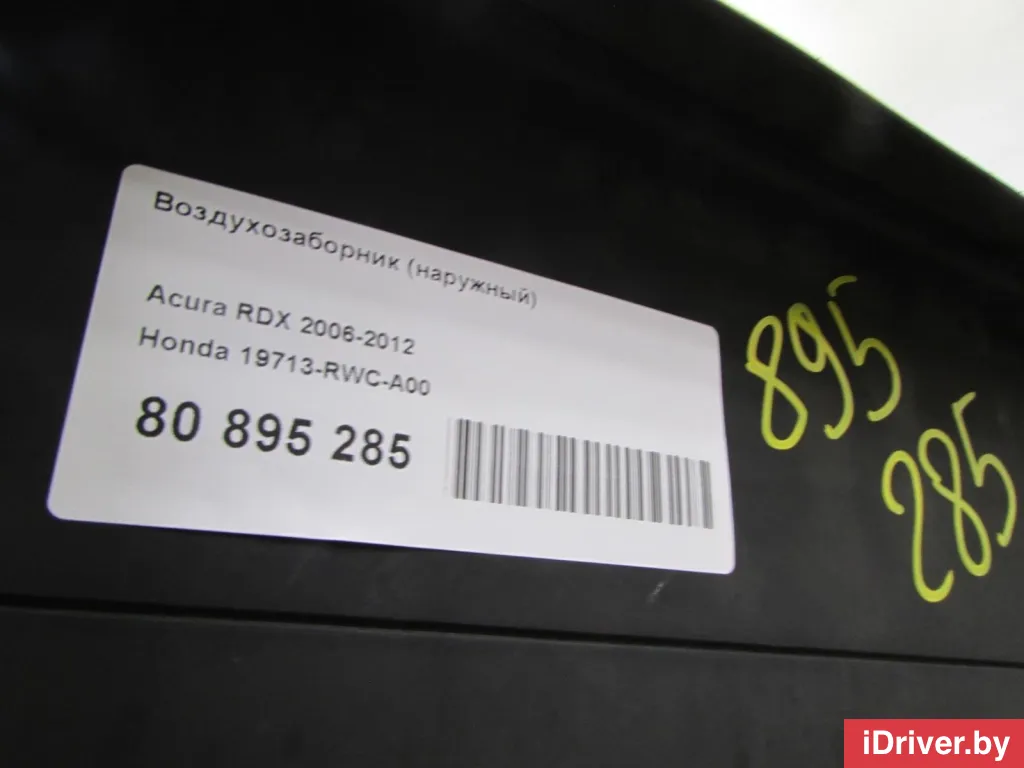 Воздухозаборник (наружный)
Acura RDX 2006-2012
Honda 19713-RWC-A00
80 895 285
895
285
iDriver.by